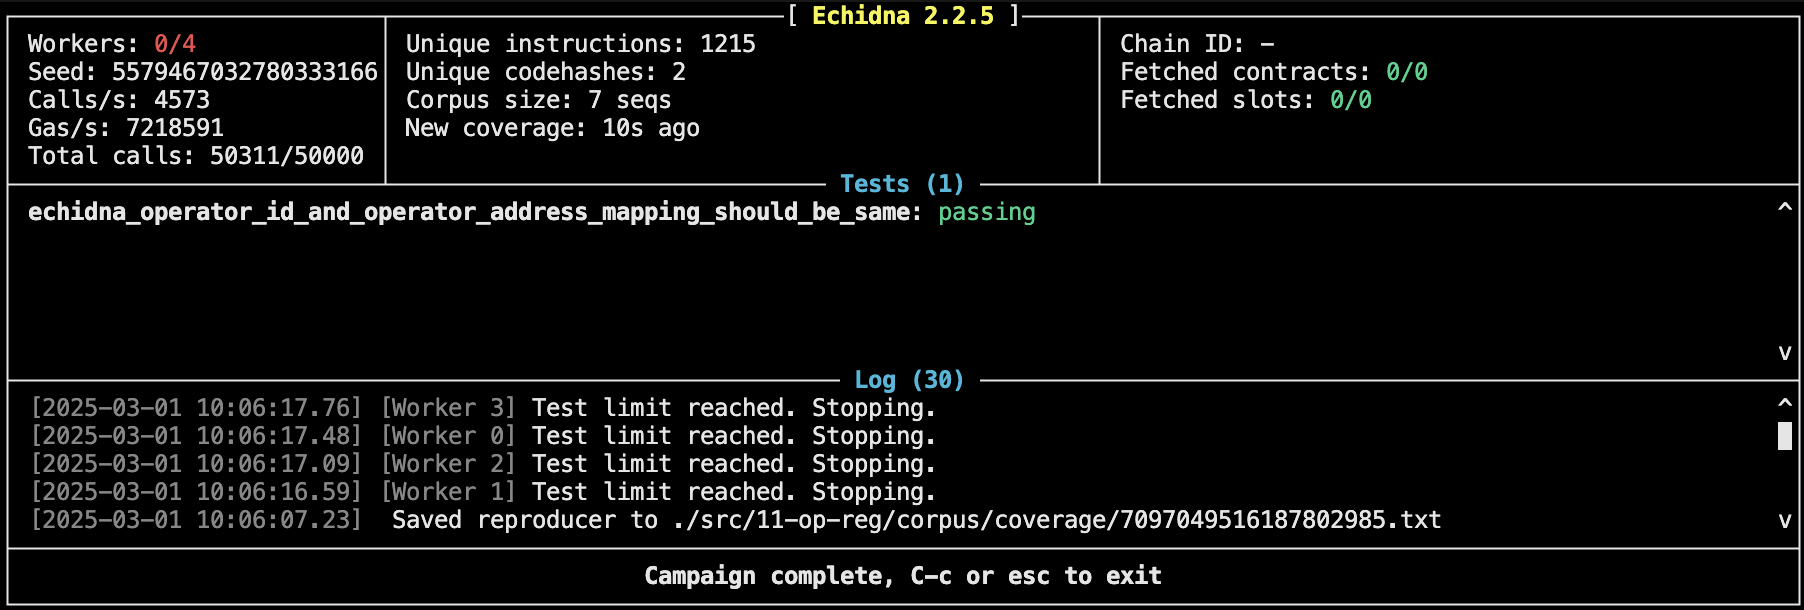 [ Echidna 2.2.5 ]
Workers: 0/4
Seed: 5579467032780333166
Calls/s: 4573
Gas/s: 7218591
Total calls: 50311/50000
Unique instructions: 1215
Unique codehashes: 2
Corpus size: 7 seqs
New coverage: 10s ago
Chain ID: -
Fetched contracts: 0/0
Fetched slots: 0/0
Tests (1)
echidna_operator_id_and_operator_address_mapping_should_be_same: passing
^
v
Log (30)
[2025-03-01 10:06:17.76] [Worker 3] Test limit reached. Stopping.
^
[2025-03-01 10:06:17.48] [Worker 0] Test limit reached. Stopping.
[2025-03-01 10:06:17.09] [Worker 2] Test limit reached. Stopping.
[2025-03-01 10:06:16.59] [Worker 1] Test limit reached. Stopping.
[2025-03-01 10:06:07.23]  Saved reproducer to ./src/11-op-reg/corpus/coverage/7097049516187802985.txt
v
Campaign complete, C-c or esc to exit